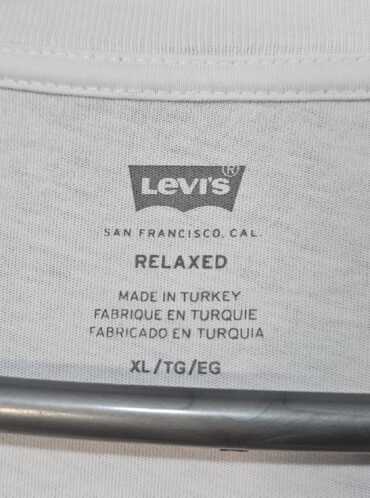 Levi's®
SAN FRANCISCO, CAL.
RELAXED
MADE IN TURKEY
FABRIQUE EN TURQUIE
FABRICADO EN TURQUIA
XL/TG/EG